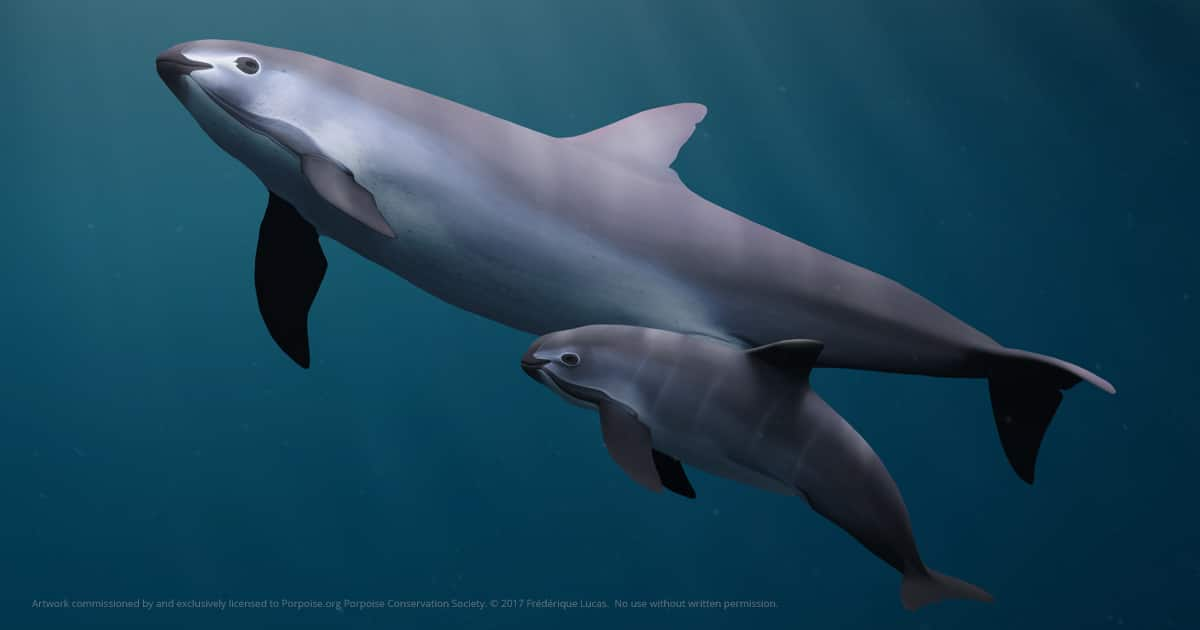 Artwork commissioned by and exclusively licensed to Porpoise.org Porpoise Conservation Society. © 2017 Frédérique Lucas.  No use without written permission.